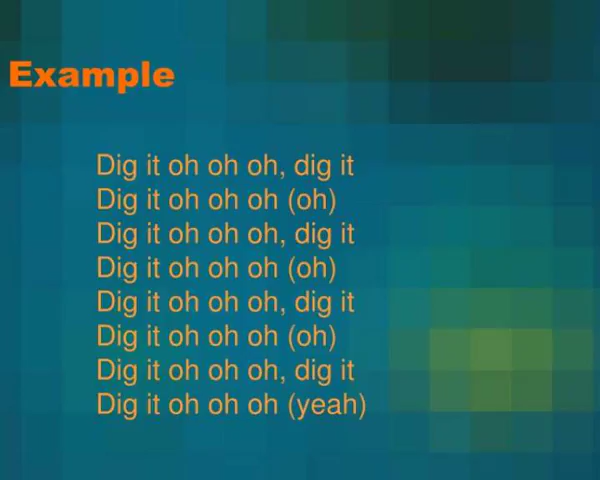 Example
Dig it oh oh oh, dig it
Dig it oh oh oh (oh)
Dig it oh oh oh, dig it
Dig it oh oh oh (oh)
Dig it oh oh oh, dig it
Dig it oh oh oh (oh)
Dig it oh oh oh, dig it
Dig it oh oh oh (yeah)